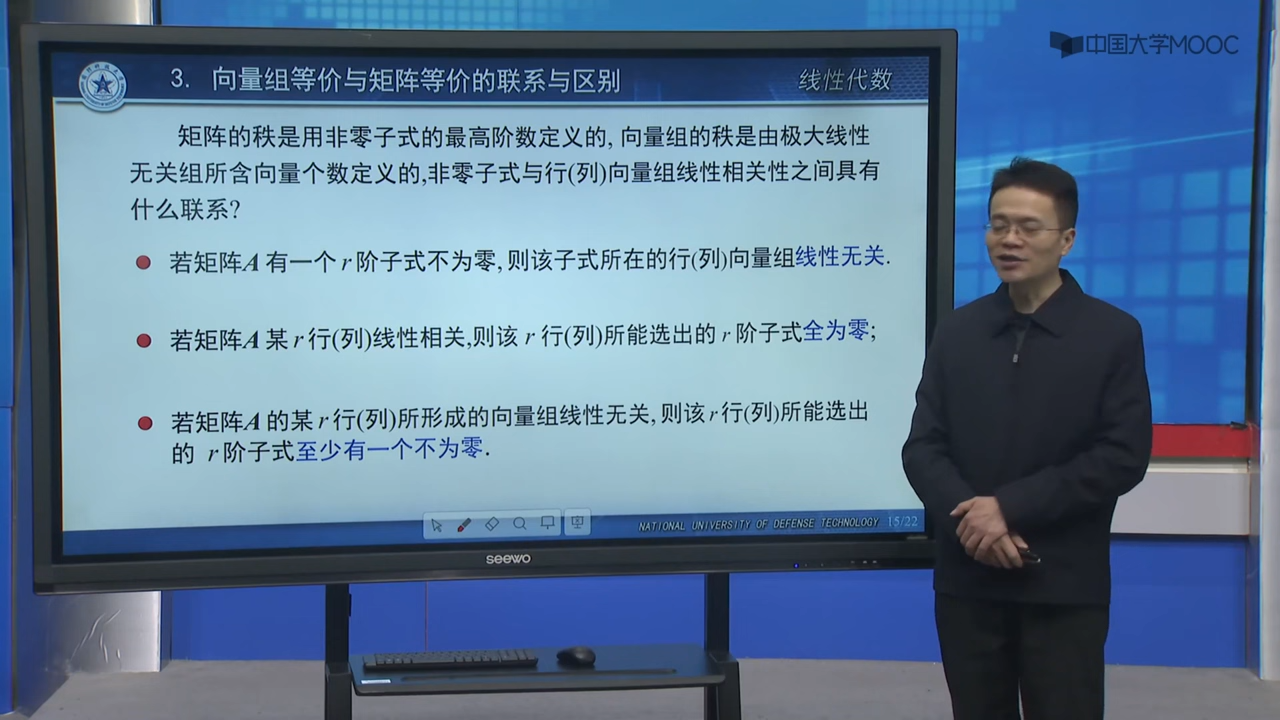 中国大学MOOC
3. 向量组等价与矩阵等价的联系与区别
线性代数
矩阵的秩是用非零子式的最高阶数定义的, 向量组的秩是由极大线性
无关组所含向量个数定义的,非零子式与行(列)向量组线性相关性之间具有
什么联系?
若矩阵A 有一个 r 阶子式不为零, 则该子式所在的行(列)向量组线性无关.
若矩阵A 某 r 行(列)线性相关,则该 r 行(列)所能选出的 r 阶子式全为零;
若矩阵A 的某 r 行(列)所形成的向量组线性无关, 则该 r 行(列)所能选出
的 r 阶子式至少有一个不为零.
NATIONAL UNIVERSITY OF DEFENSE TECHNOLOGY 15/22
seewo